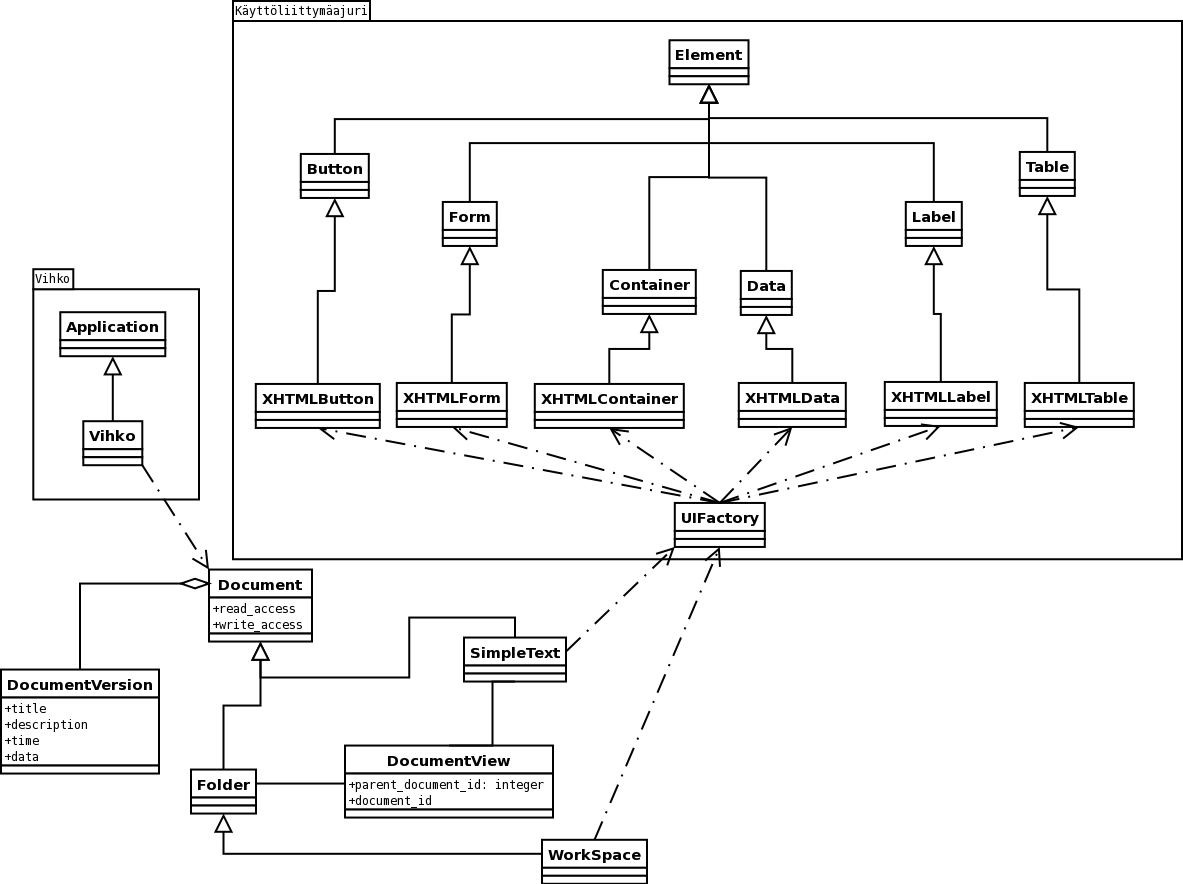 Käyttöliittymäajuri
Element
Button
Table
Form
Label
Container
Data
Vihko
Application
Vihko
XHTMLButton
XHTMLForm
XHTMLContainer
XHTMLData
XHTMLLabel
XHTMLTable
UIFactory
Document
+read_access
+write_access
SimpleText
DocumentVersion
+title
+description
+time
+data
DocumentView
+parent_document_id: integer
+document_id
Folder
WorkSpace